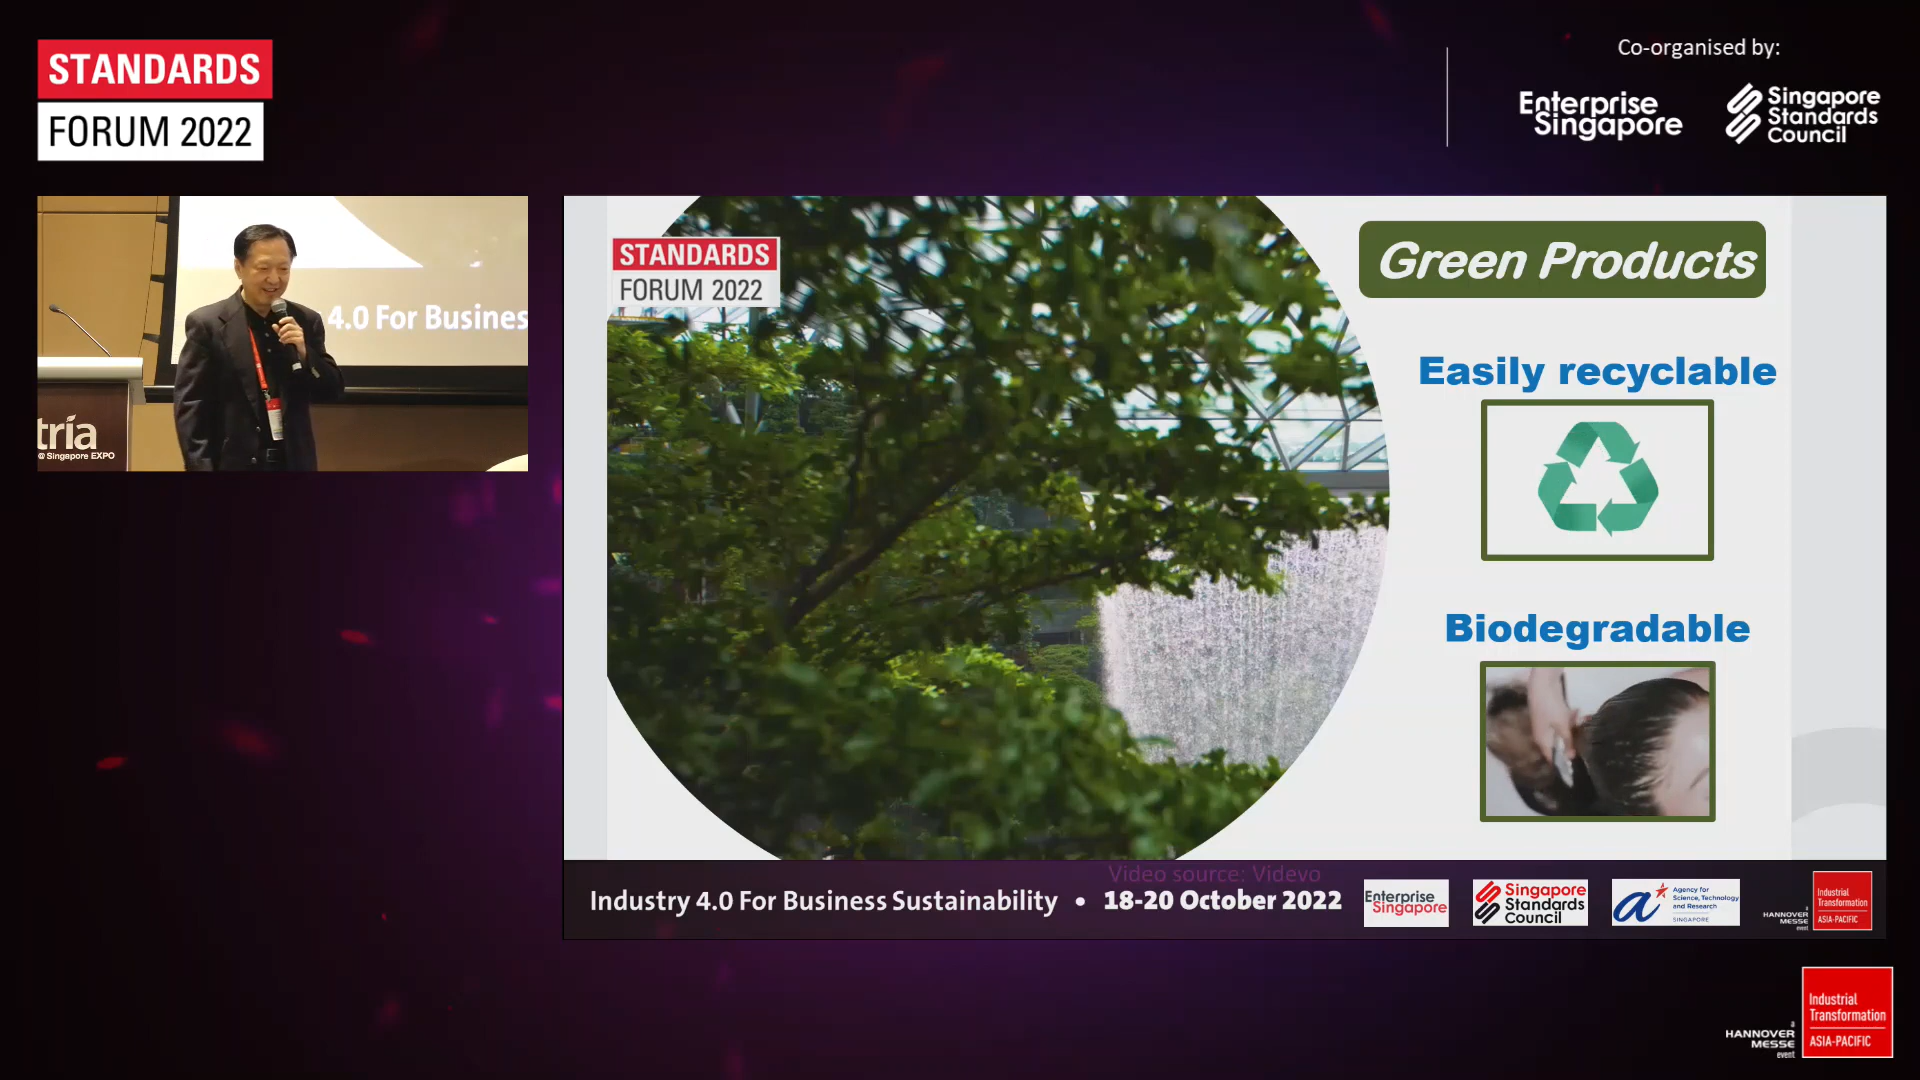 STANDARDS
FORUM 2022
Co-organised by:
Enterprise
Singapore
Singapore
Standards
Council
4.0 For Busines
tria
@ Singapore EXPO
STANDARDS
FORUM 2022
Green Products
Easily recyclable
Biodegradable
Video source: Videvo
Industry 4.0 For Business Sustainability • 18-20 October 2022
Enterprise
Singapore
Singapore
Standards
Council
a
Agency for
Science, Technology
and Research
SINGAPORE
a
HANNOVER
MESSE
event
Industrial
Transformation
ASIA-PACIFIC
a
HANNOVER
MESSE
event
Industrial
Transformation
ASIA-PACIFIC